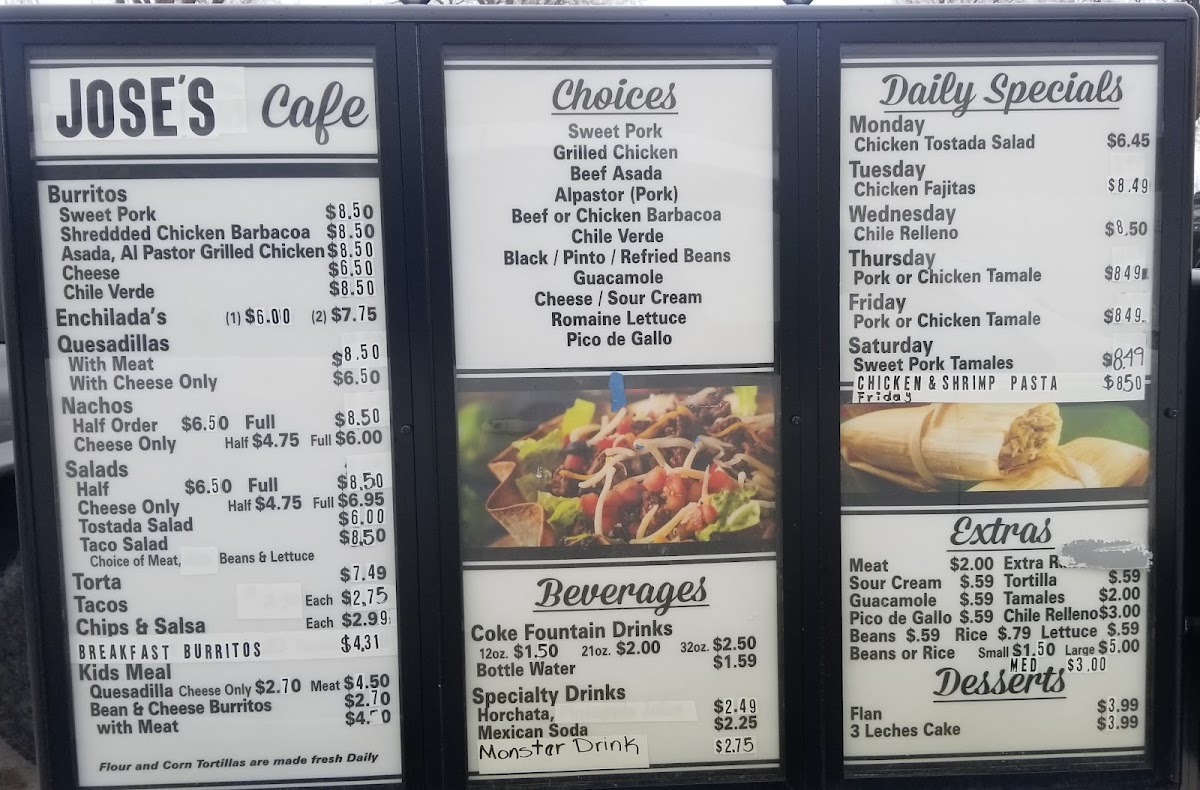 JOSE'S Cafe
Burritos
Sweet Pork $8.50
Shreddded Chicken Barbacoa $8.50
Asada, Al Pastor Grilled Chicken $8.50
Cheese $6.50
Chile Verde $8.50
Enchilada's (1) $6.00 (2) $7.75
Quesadillas
With Meat $8.50
With Cheese Only $6.50
Nachos
Half Order $6.50 Full $8.50
Cheese Only Half $4.75 Full $6.00
Salads
Half $6.50 Full $8.50
Cheese Only Half $4.75 Full $6.95
Tostada Salad $6.00
Taco Salad $8.50
Choice of Meat, Beans & Lettuce
Torta $7.49
Tacos Each $2.75
Chips & Salsa Each $2.99
BREAKFAST BURRITOS $4.31
Kids Meal
Quesadilla Cheese Only $2.70 Meat $4.50
Bean & Cheese Burritos $2.70
with Meat
Flour and Corn Tortillas are made fresh Daily
Choices
Sweet Pork
Grilled Chicken
Beef Asada
Alpastor (Pork)
Beef or Chicken Barbacoa
Chile Verde
Black / Pinto / Refried Beans
Guacamole
Cheese / Sour Cream
Romaine Lettuce
Pico de Gallo
Beverages
Coke Fountain Drinks
12oz. $1.50 21oz. $2.00 32oz. $2.50
Bottle Water $1.59
Specialty Drinks
Horchata, $2.49
Mexican Soda $2.25
Monster Drink $2.75
Daily Specials
Monday
Chicken Tostada Salad $6.45
Tuesday
Chicken Fajitas $8.49
Wednesday
Chile Relleno $8.50
Thursday
Pork or Chicken Tamale $849
Friday
Pork or Chicken Tamale $849
Saturday
Sweet Pork Tamales $8.49
CHICKEN & SHRIMP PASTA $850
Friday
Extras
Meat $2.00 Extra
Sour Cream $.59 Tortilla $.59
Guacamole $.59 Tamales $2.00
Pico de Gallo $.59 Chile Relleno $3.00
Beans $.59 Rice $.79 Lettuce $.59
Beans or Rice Small $1.50 Large $5.00
MED $3.00
Desserts
Flan $3.99
3 Leches Cake $3.99